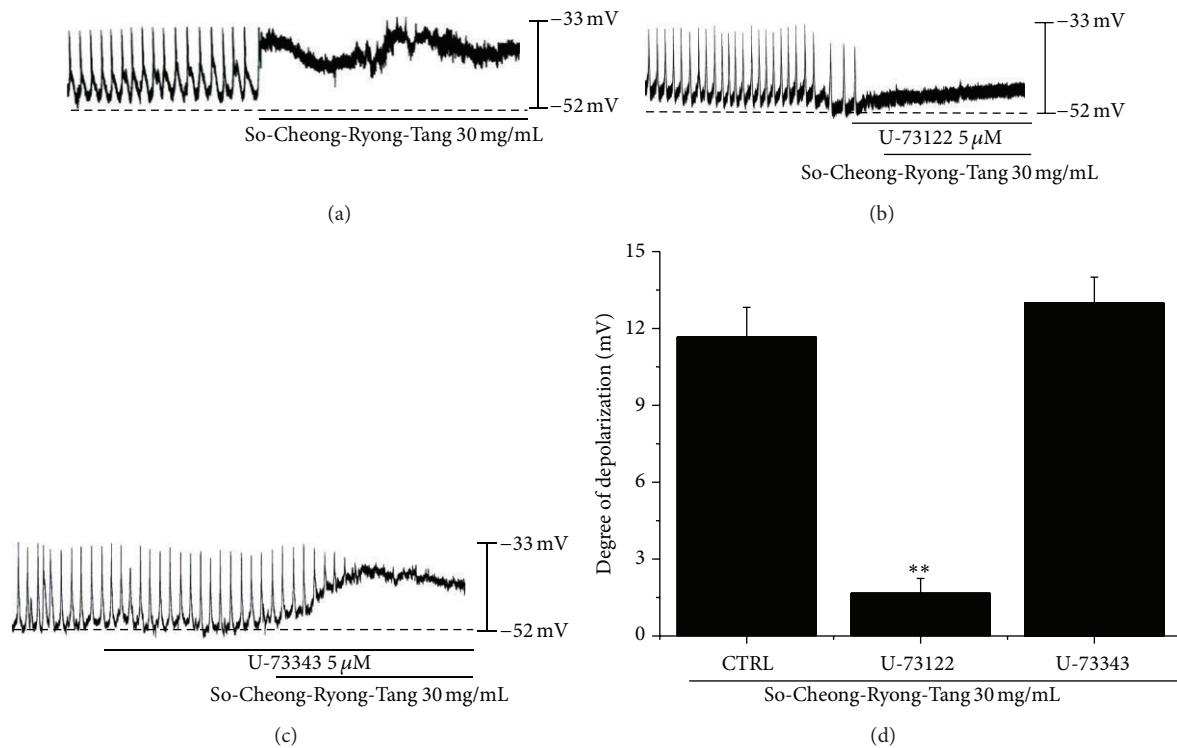 −33 mV
−52 mV
So-Cheong-Ryong-Tang 30 mg/mL
(a)
−33 mV
−52 mV
U-73122 5 μM
So-Cheong-Ryong-Tang 30 mg/mL
(b)
−33 mV
−52 mV
U-73343 5 μM
So-Cheong-Ryong-Tang 30 mg/mL
(c)
Degree of depolarization (mV)
15
12
9
6
3
0
**
CTRL U-73122 U-73343
So-Cheong-Ryong-Tang 30 mg/mL
(d)